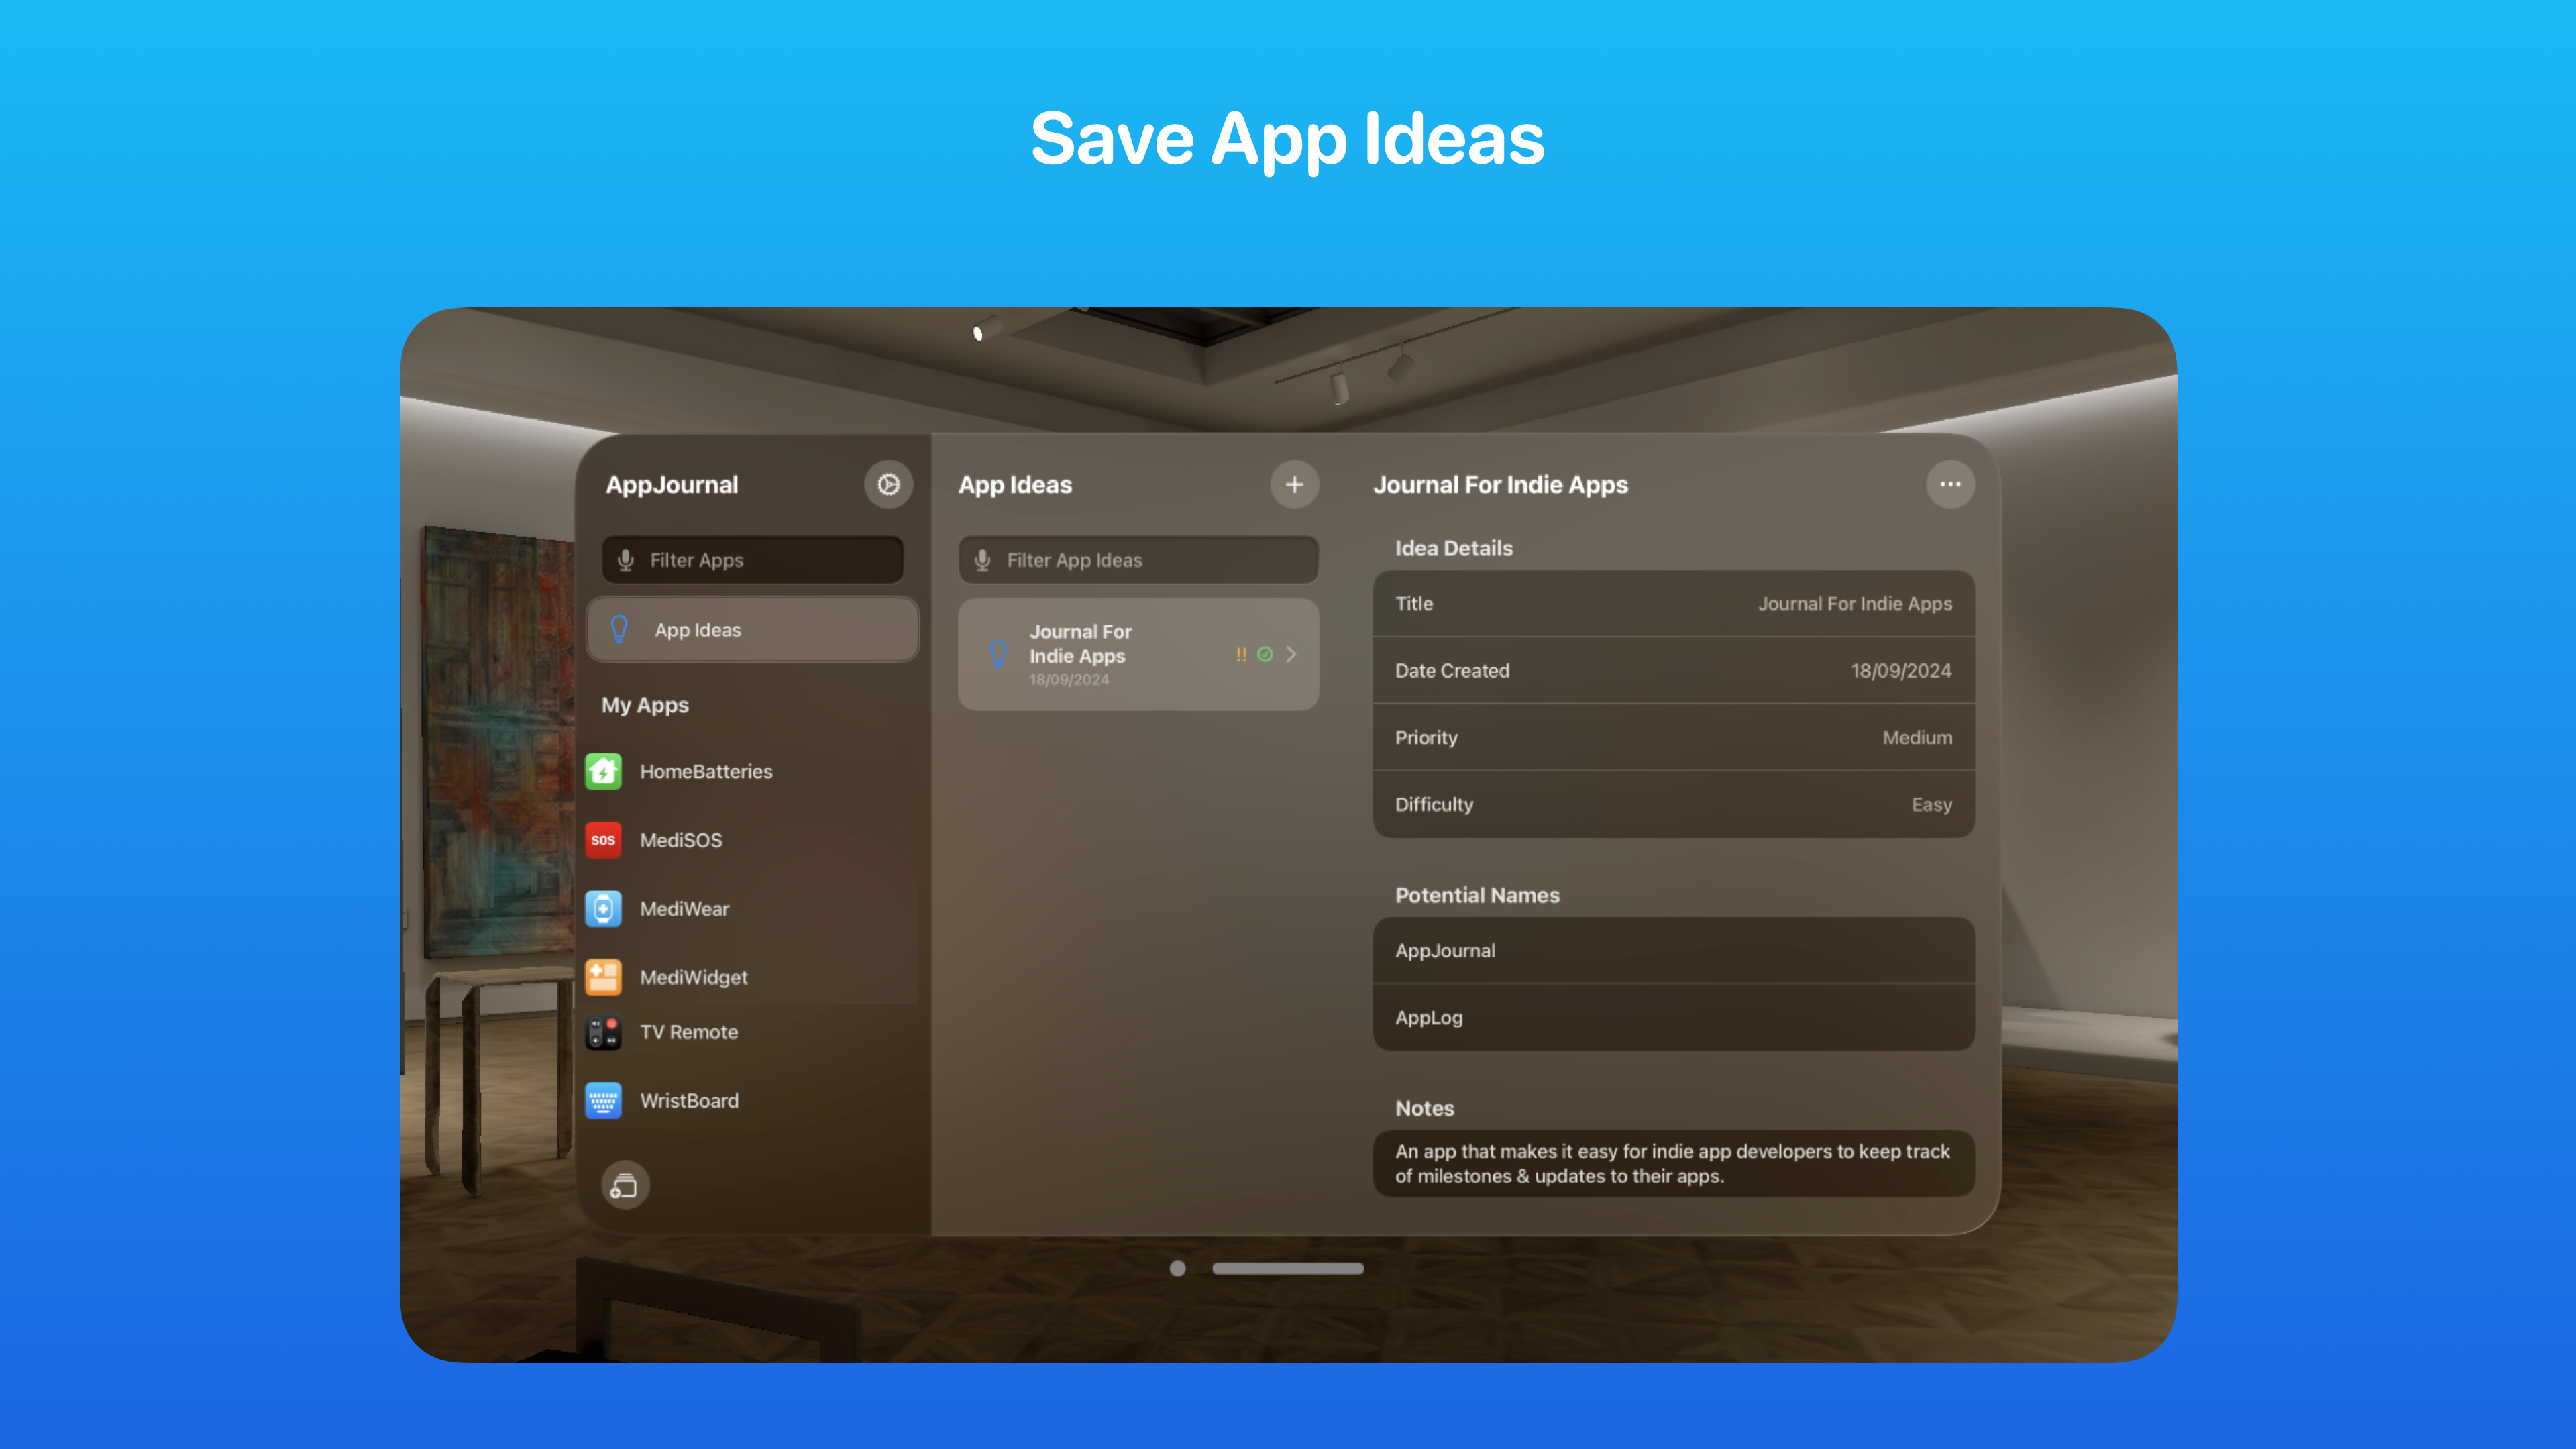 Save App Ideas
AppJournal
Filter Apps
App Ideas
My Apps
HomeBatteries
SOS
MediSOS
MediWear
MediWidget
TV Remote
WristBoard
App Ideas
Filter App Ideas
Journal For
Indie Apps
18/09/2024
!!
Journal For Indie Apps
Idea Details
Title
Journal For Indie Apps
Date Created
18/09/2024
Priority
Medium
Difficulty
Easy
Potential Names
AppJournal
AppLog
Notes
An app that makes it easy for indie app developers to keep track
of milestones & updates to their apps.